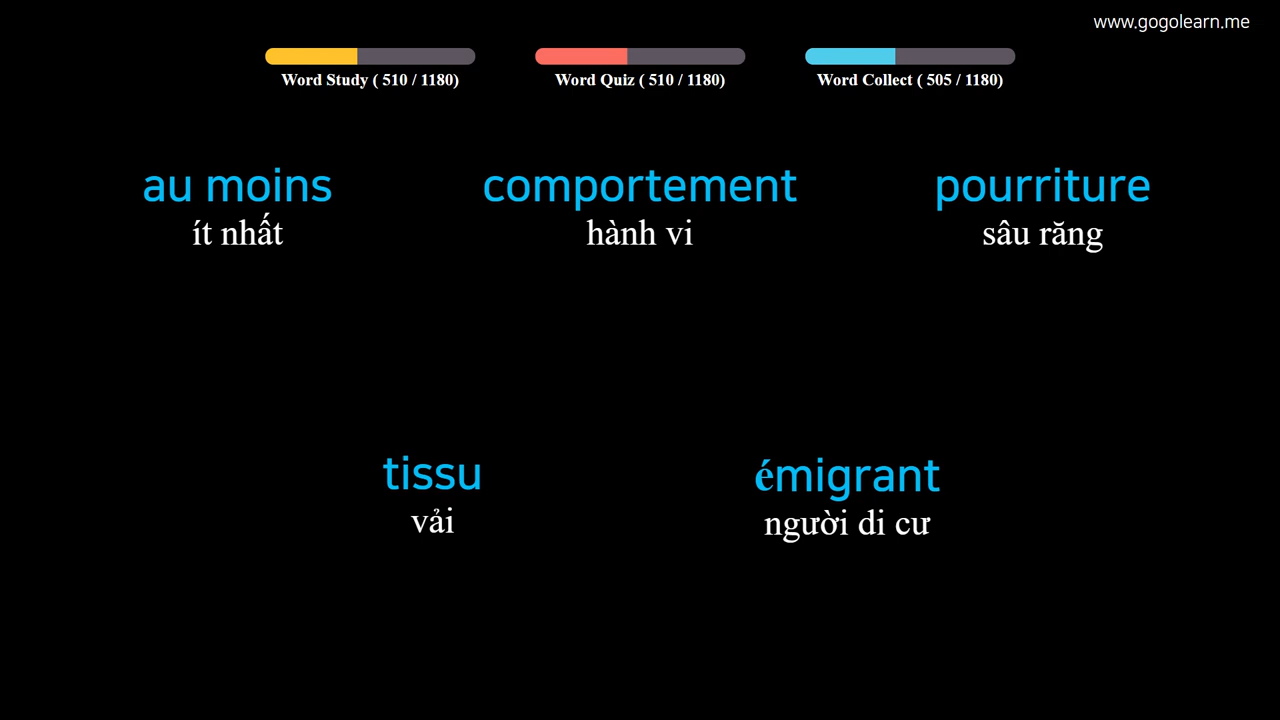 www.gogolearn.me
Word Study ( 510 / 1180)
Word Quiz ( 510 / 1180)
Word Collect ( 505 / 1180)
au moins
ít nhất
comportement
hành vi
pourriture
sâu răng
tissu
vải
émigrant
người di cư